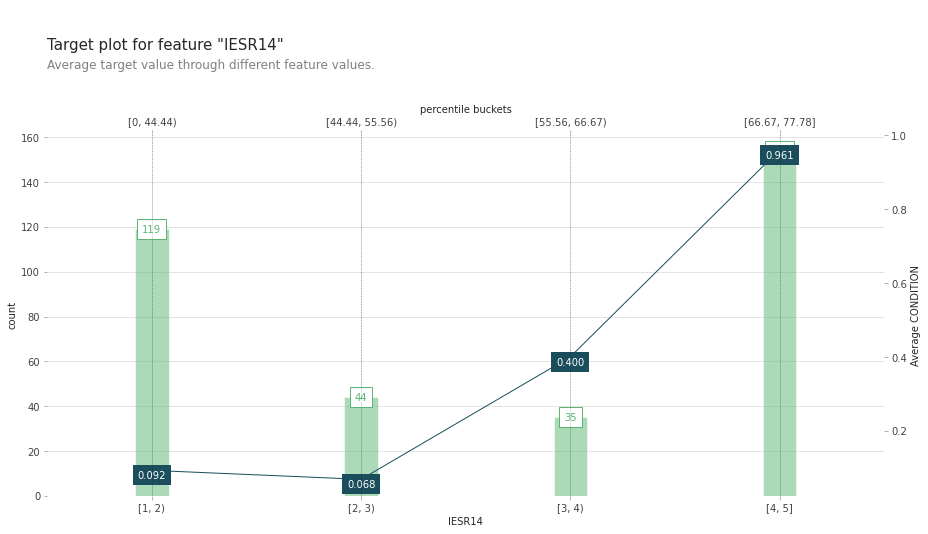 Target plot for feature "IESR14"
Average target value through different feature values.
percentile buckets
[0, 44.44) [44.44, 55.56) [55.56, 66.67) [66.67, 77.78]
160
140
120
100
80
60
40
20
0
count
1.0
0.8
0.6
0.4
0.2
Average CONDITION
119
44
35
0.092
0.068
0.400
0.961
[1, 2) [2, 3) [3, 4) [4, 5]
IESR14